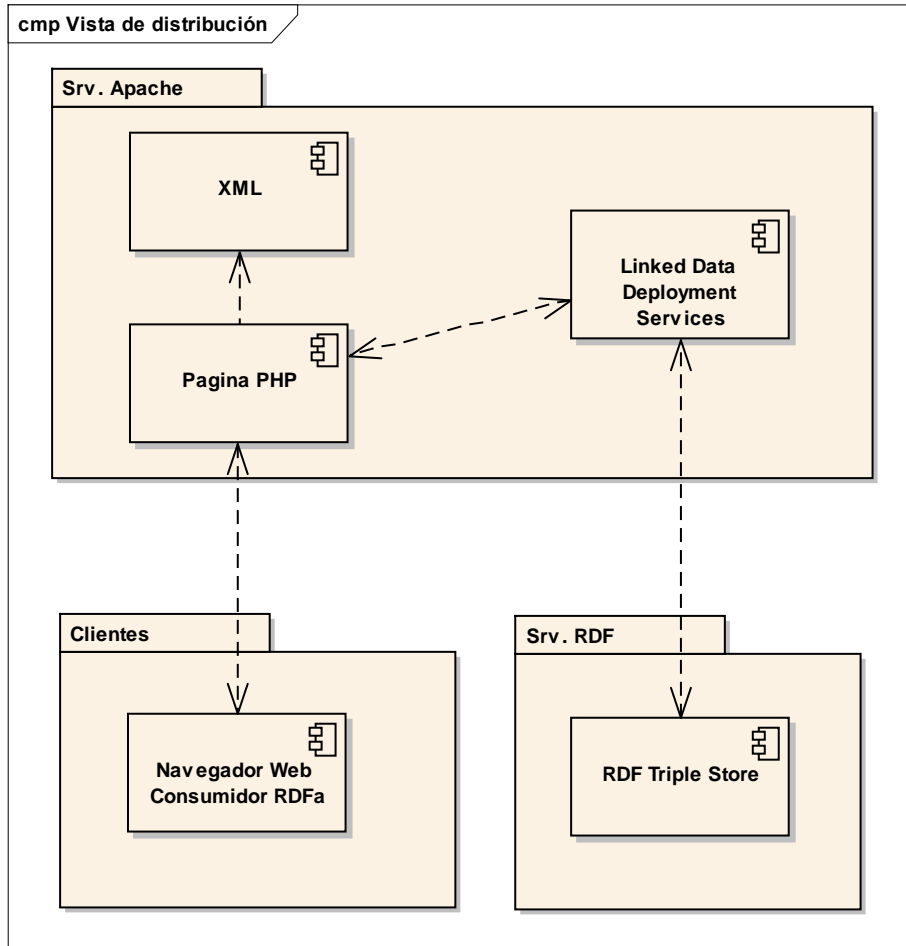 cmp Vista de distribución
Srv. Apache
XML
Linked Data
Deployment
Services
Pagina PHP
Clientes
Navegador Web
Consumidor RDFa
Srv. RDF
RDF Triple Store